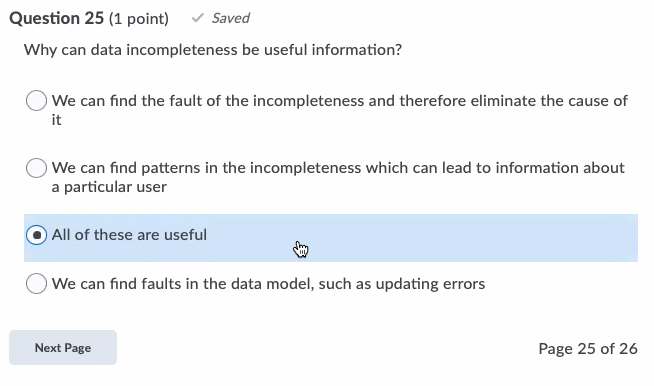 Question 25 (1 point) ✓ Saved
Why can data incompleteness be useful information?
We can find the fault of the incompleteness and therefore eliminate the cause of
it
We can find patterns in the incompleteness which can lead to information about
a particular user
All of these are useful
We can find faults in the data model, such as updating errors
Next Page Page 25 of 26